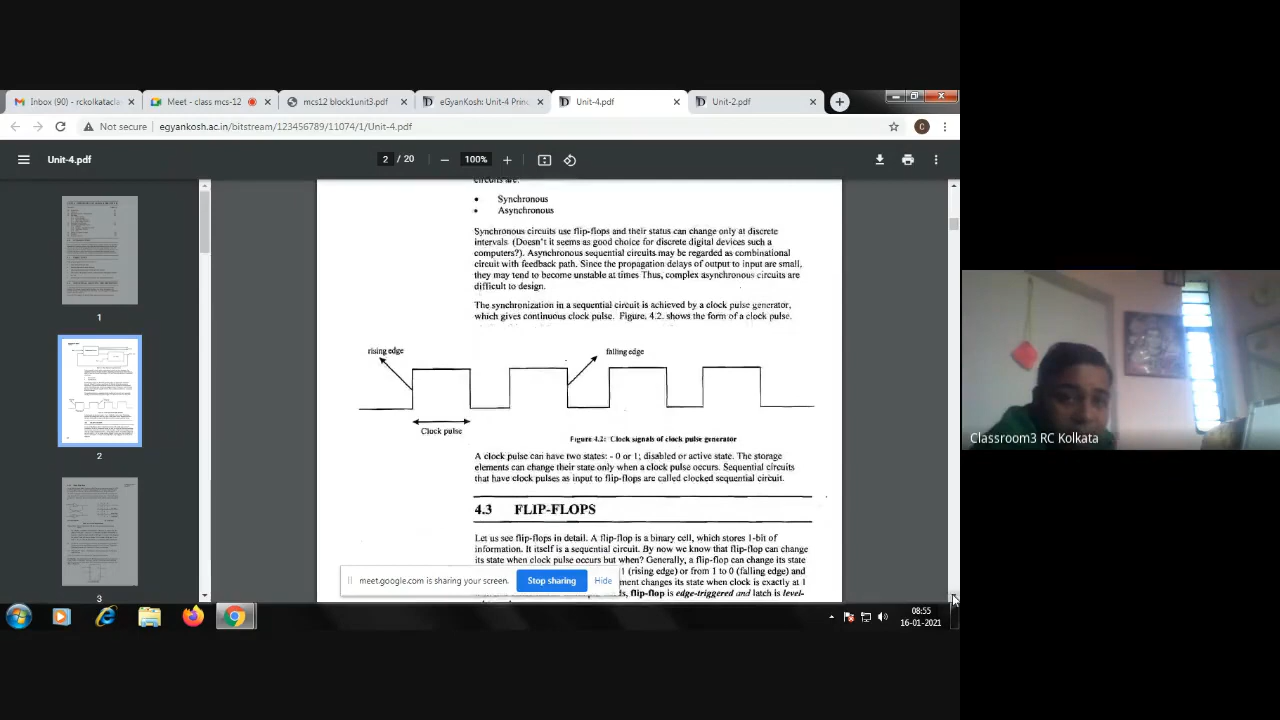 Inbox (90) - rckolkatacla
Meet - class mcs-12
mcs12 block1unit3.pdf
eGyanKosh: Unit-4 Princ
Unit-4.pdf
Unit-2.pdf
Not secure
egyankosh.ac.in/bitstream/123456789/11074/1/Unit-4.pdf
C
Unit-4.pdf
2 / 20
100%
circuits are:
• Synchronous
• Asynchronous
Synchronous circuits use flip-flops and their status can change only at discrete
intervals. (Doesn't it seems as good choice for discrete digital devices such a
computers?). Asynchronous sequential circuits may be regarded as combinational
circuit with feedback path. Since the propagation delays of output to input are small,
they may tend to become unstable at times Thus, complex asynchronous circuits are
difficult to design.
The synchronization in a sequential circuit is achieved by a clock pulse generator,
which gives continuous clock pulse. Figure, 4.2. shows the form of a clock pulse.
rising edge
falling edge
Clock pulse
Figure 4.2: Clock signals of clock pulse generator
A clock pulse can have two states: - 0 or 1; disabled or active state. The storage
elements can change their state only when a clock pulse occurs. Sequential circuits
that have clock pulses as input to flip-flops are called clocked sequential circuit.
4.3 FLIP-FLOPS
Let us see flip-flops in detail. A flip-flop is a binary cell, which stores 1-bit of
information. It itself is a sequential circuit. By now we know that flip-flop can change
its state when clock pulse occurs but when? Generally, a flip-flop can change its state
1 (rising edge) or from 1 to 0 (falling edge) and
ment changes its state when clock is exactly at 1
ds, flip-flop is edge-triggered and latch is level-
meet.google.com is sharing your screen.
Stop sharing
Hide
1
2
3
08:55
16-01-2021
Classroom3 RC Kolkata